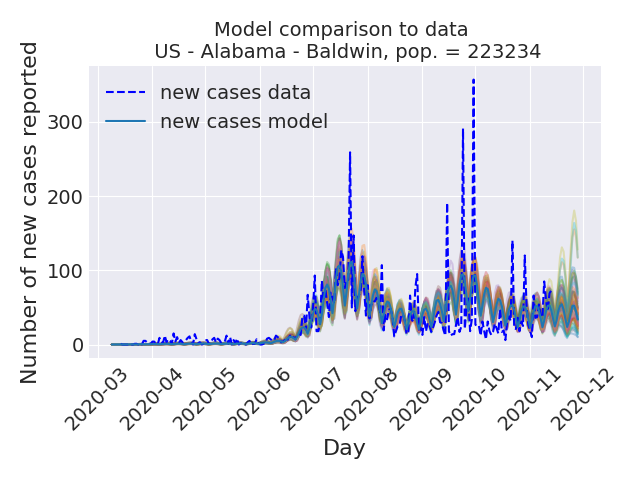 Model comparison to data
US - Alabama - Baldwin, pop. = 223234
Number of new cases reported
new cases data
new cases model
300
200
100
0
2020-03
2020-04
2020-05
2020-06
2020-07
2020-08
2020-09
2020-10
2020-11
2020-12
Day